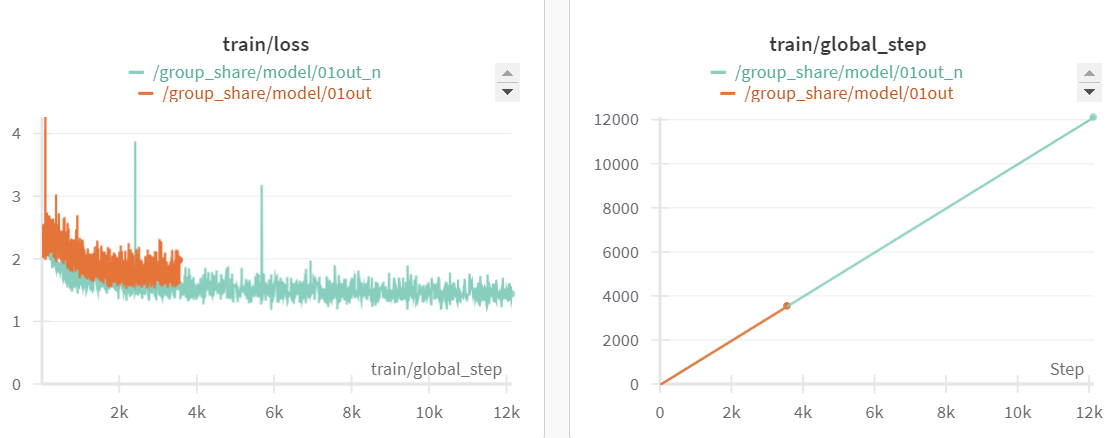 train/loss
/group_share/model/01out_n
/group_share/model/01out
4
3
2
1
0
train/global_step
2k
4k
6k
8k
10k
12k
train/global_step
/group_share/model/01out_n
/group_share/model/01out
12000
10000
8000
6000
4000
2000
0
Step
0
2k
4k
6k
8k
10k
12k